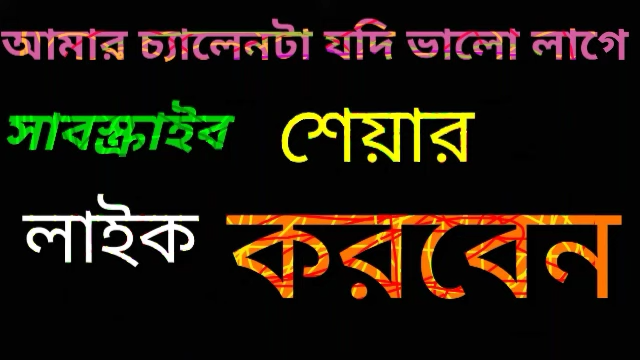 আমার চ্যালেনটা যদি ভালো লাগে
সাবস্ক্রাইব শেয়ার
লাইক করবেন